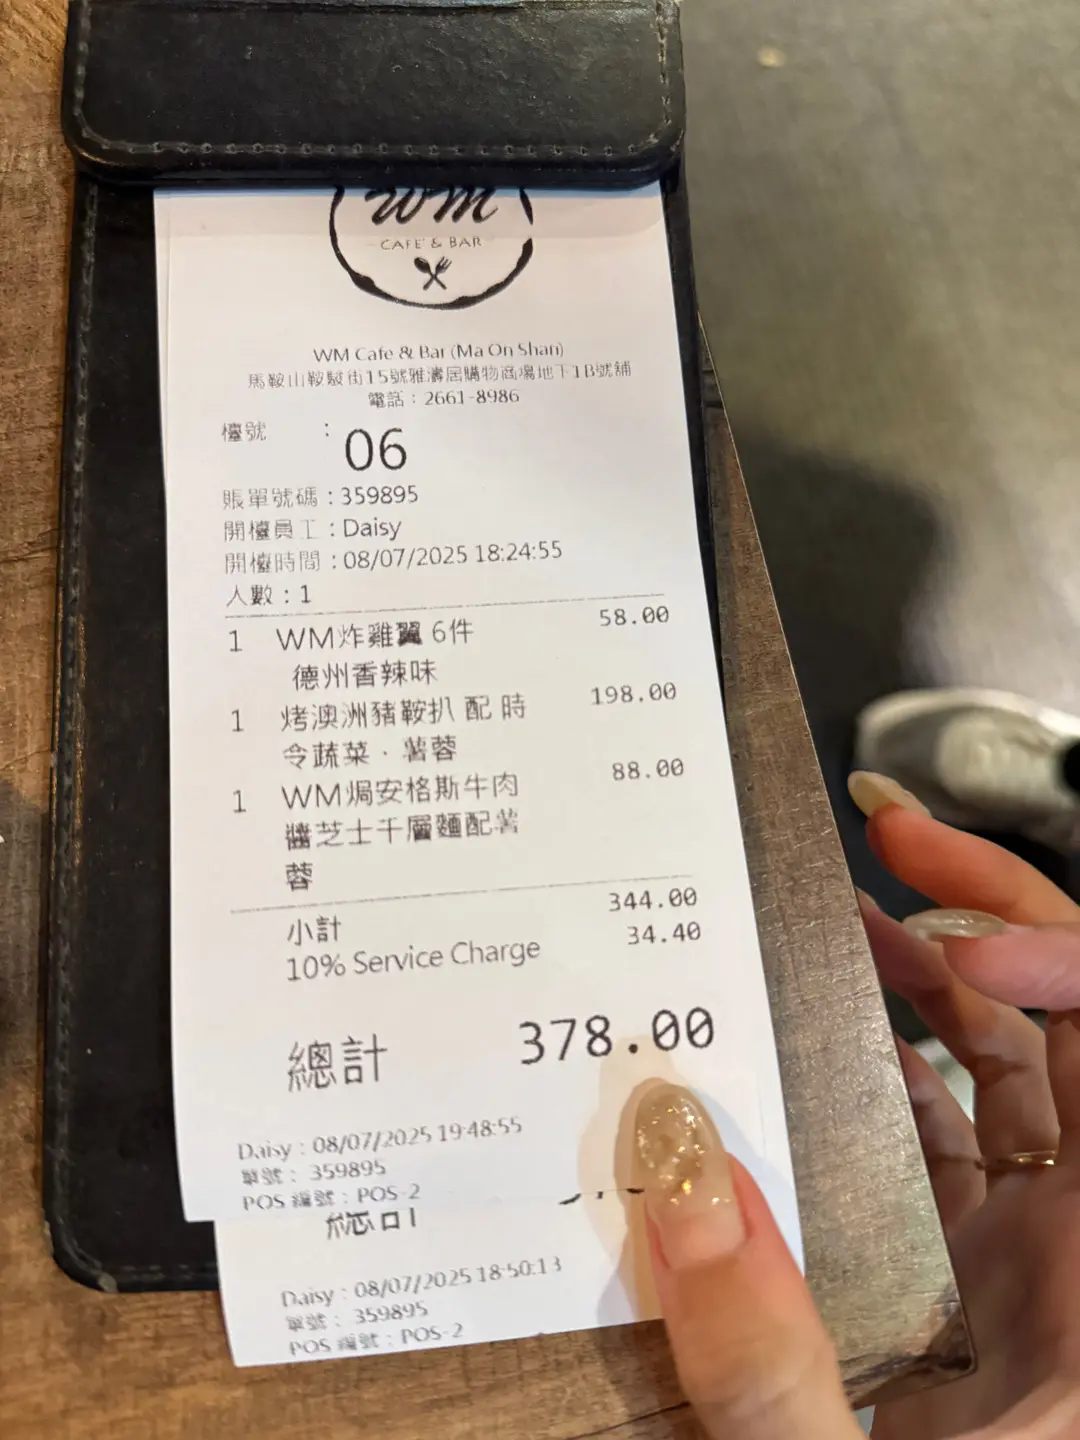 WM
CAFE & BAR
WM Cafe & Bar (Ma On Shan)
馬鞍山鞍駿街15號雅濤居購物商場地下1B號舖
電話：2661-8986
檯號 ：
06
賬單號碼：359895
開檯員工：Daisy
開檯時間：08/07/2025 18:24:55
人數：1
1 WM炸雞翼 6件 58.00
德州香辣味
1 烤澳洲豬鞍扒 配 時 198.00
令蔬菜．薯蓉
1 WM焗安格斯牛肉 88.00
醬芝士千層麵配薯
蓉
小計 344.00
10% Service Charge 34.40
總計 378.00
Daisy : 08/07/2025 19:48:55
單號： 359895
POS 編號：POS-2
總計
Daisy : 08/07/2025 18:50:13
單號： 359895
POS 編號：POS-2